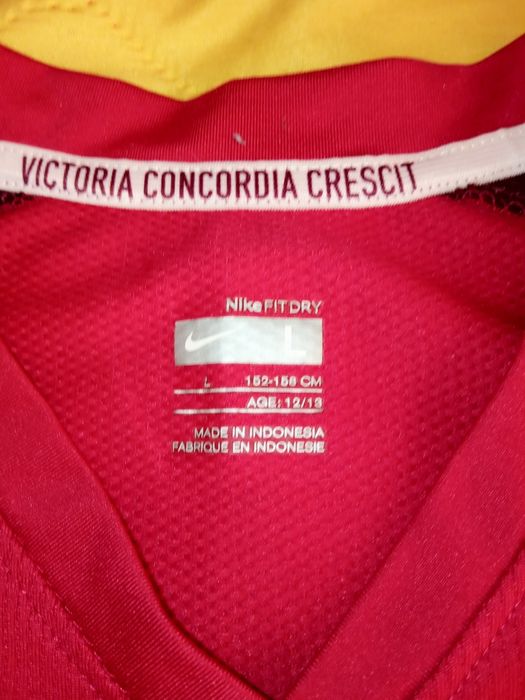 VICTORIA CONCORDIA CRESCIT
Nike FIT DRY
L
L 152-158 CM
AGE: 12/13
MADE IN INDONESIA
FABRIQUE EN INDONESIE